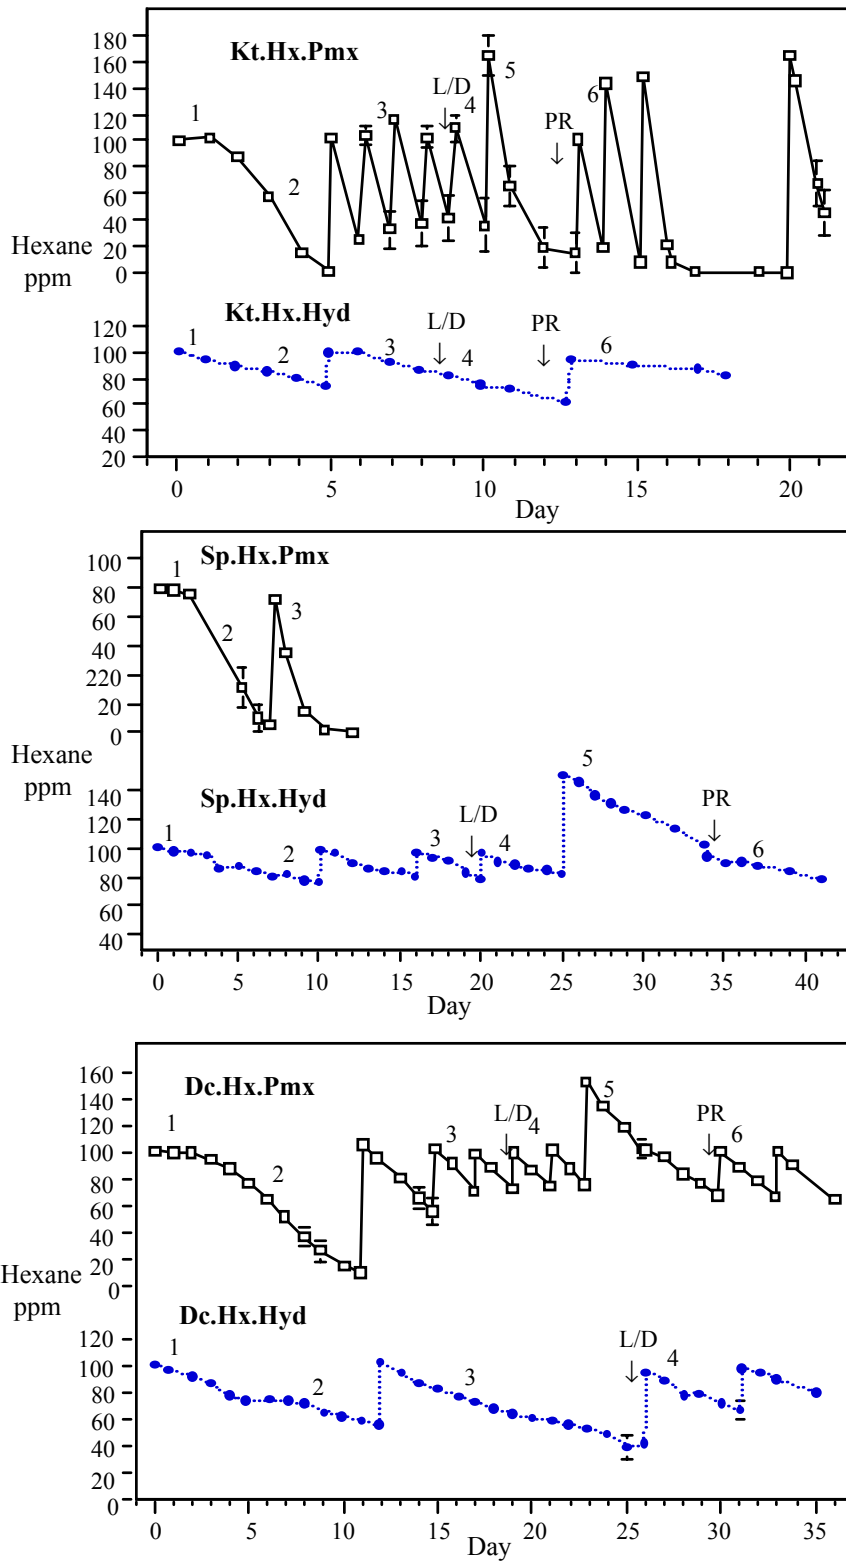 Kt.Hx.Pmx
180
160
140
120
100
80
60
40
20
0
1
2
3
L/D
4
5
PR
6
Hexane
ppm
Kt.Hx.Hyd
120
100
80
60
40
20
1
2
3
L/D
4
PR
6
0 5 10 15 20
Day
Sp.Hx.Pmx
100
80
60
40
220
20
0
1
2
3
Hexane
ppm
Sp.Hx.Hyd
140
120
100
80
60
40
1
2
3
L/D
4
5
PR
6
0 5 10 15 20 25 30 35 40
Day
Dc.Hx.Pmx
160
140
120
100
80
60
40
20
0
1
2
3
L/D
4
5
PR
6
Hexane
ppm
Dc.Hx.Hyd
120
100
80
60
40
20
0
1
2
3
L/D
4
0 5 10 15 20 25 30 35
Day